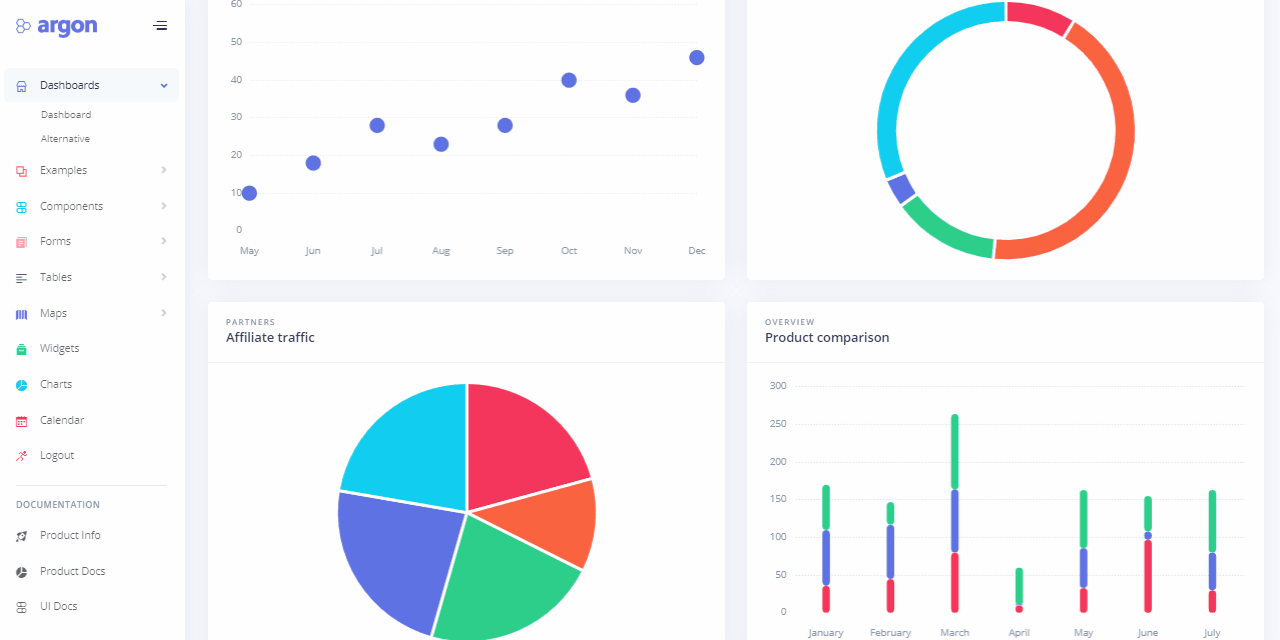 argon
Dashboards
Dashboard
Alternative
Examples
Components
Forms
Tables
Maps
Widgets
Charts
Calendar
Logout
DOCUMENTATION
Product Info
Product Docs
UI Docs
60
50
40
30
20
10
0
May Jun Jul Aug Sep Oct Nov Dec
PARTNERS
Affiliate traffic
OVERVIEW
Product comparison
300
250
200
150
100
50
0
January February March April May June July